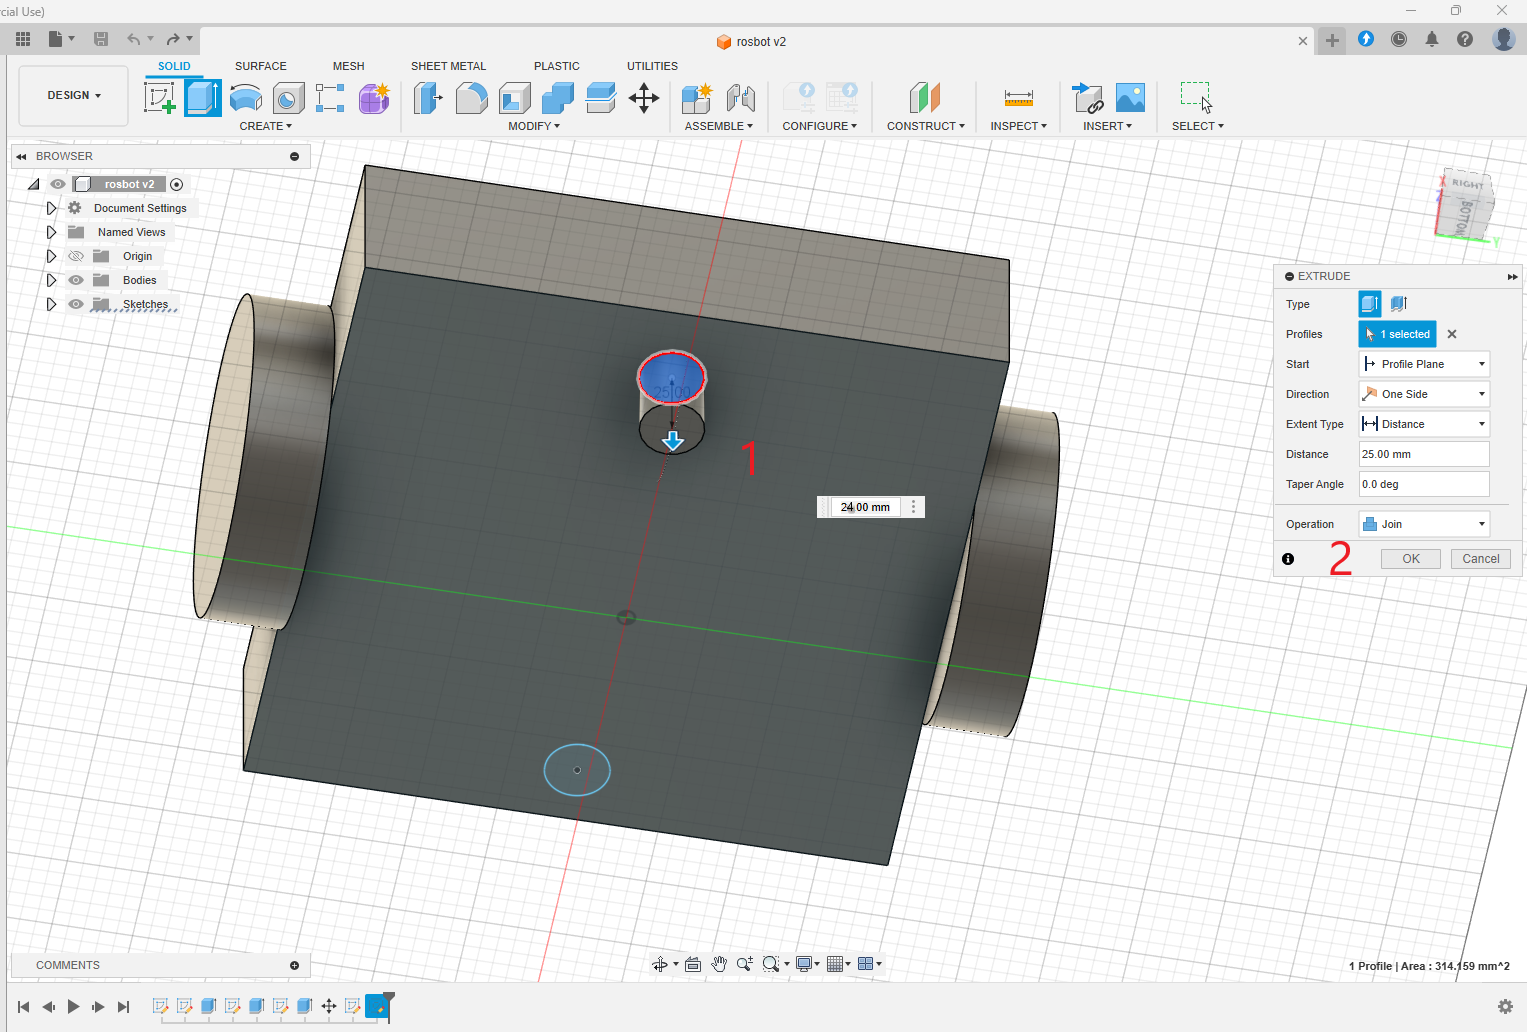 cial Use)
rosbot v2
SOLID SURFACE MESH SHEET METAL PLASTIC UTILITIES
DESIGN
CREATE MODIFY ASSEMBLE CONFIGURE CONSTRUCT INSPECT INSERT SELECT
BROWSER
rosbot v2
Document Settings
Named Views
Origin
Bodies
Sketches
RIGHT
BOTTOM
X
Z
Y
25.00
1
24.00 mm
EXTRUDE
Type
Profiles 1 selected
Start Profile Plane
Direction One Side
Extent Type Distance
Distance 25.00 mm
Taper Angle 0.0 deg
Operation Join
2 OK Cancel
COMMENTS
1 Profile | Area : 314.159 mm^2